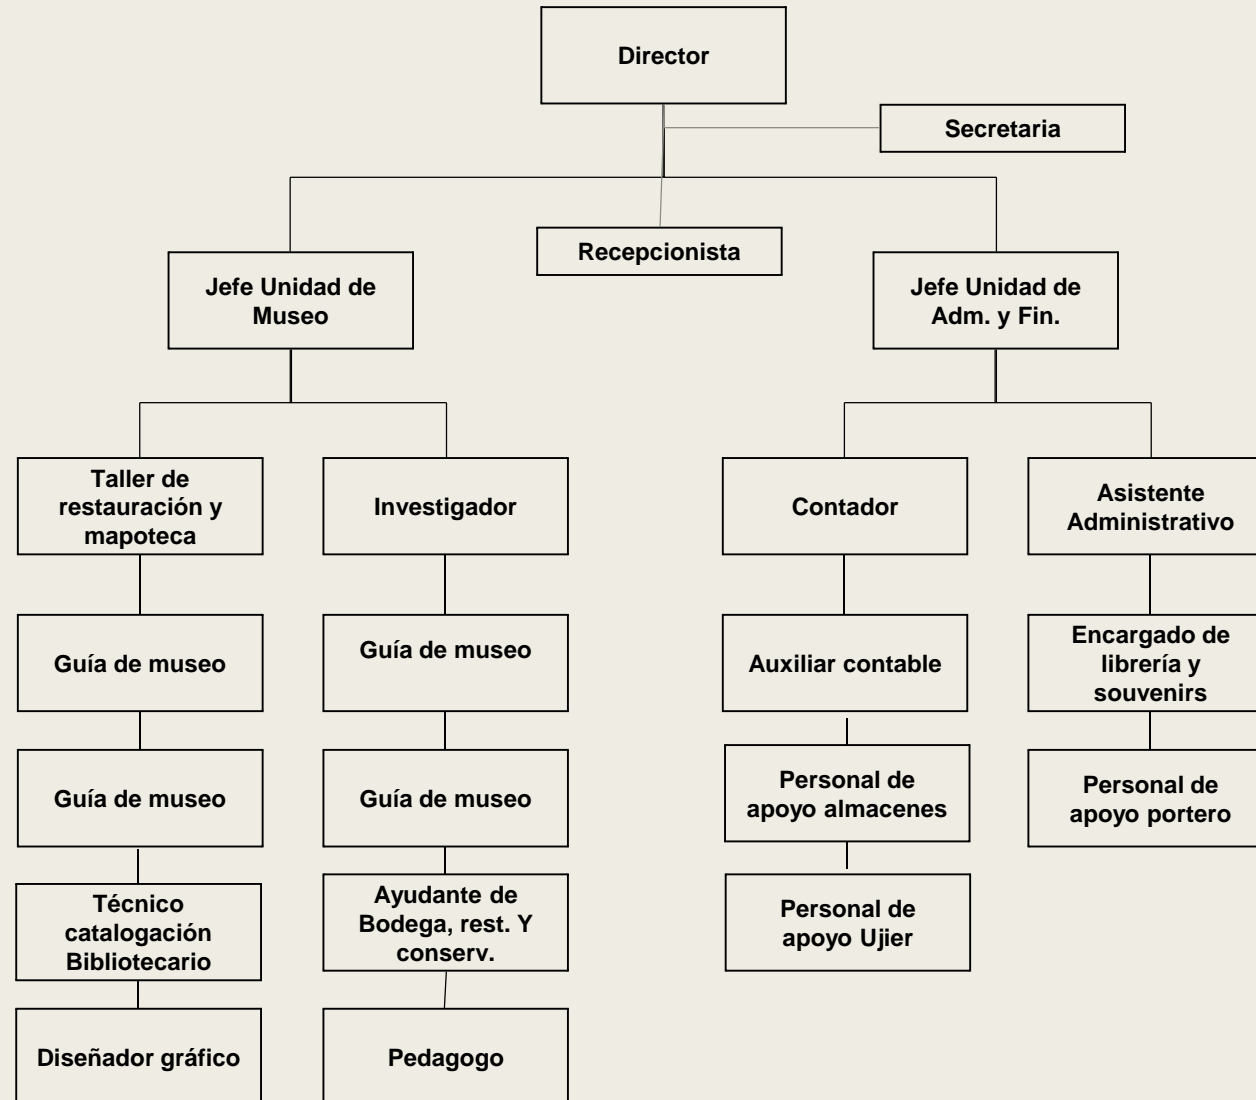 Director
Secretaria
Recepcionista
Jefe Unidad de
Museo
Jefe Unidad de
Adm. y Fin.
Taller de
restauración y
mapoteca
Investigador
Contador
Asistente
Administrativo
Guía de museo
Guía de museo
Auxiliar contable
Encargado de
librería y
souvenirs
Guía de museo
Guía de museo
Personal de
apoyo almacenes
Personal de
apoyo portero
Técnico
catalogación
Bibliotecario
Ayudante de
Bodega, rest. Y
conserv.
Personal de
apoyo Ujier
Diseñador gráfico
Pedagogo